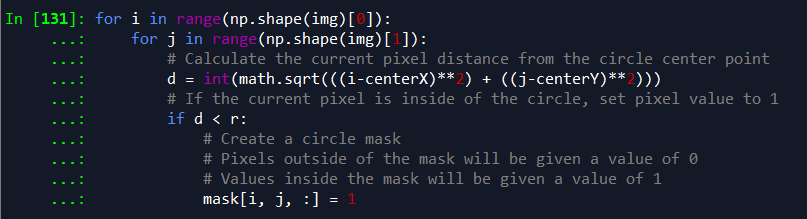 In [131]: for i in range(np.shape(img)[0]):
     ...:     for j in range(np.shape(img)[1]):
     ...:         # Calculate the current pixel distance from the circle center point
     ...:         d = int(math.sqrt(((i-centerX)**2) + ((j-centerY)**2)))
     ...:         # If the current pixel is inside of the circle, set pixel value to 1
     ...:         if d < r:
     ...:             # Create a circle mask
     ...:             # Pixels outside of the mask will be given a value of 0
     ...:             # Values inside the mask will be given a value of 1
     ...:             mask[i, j, :] = 1